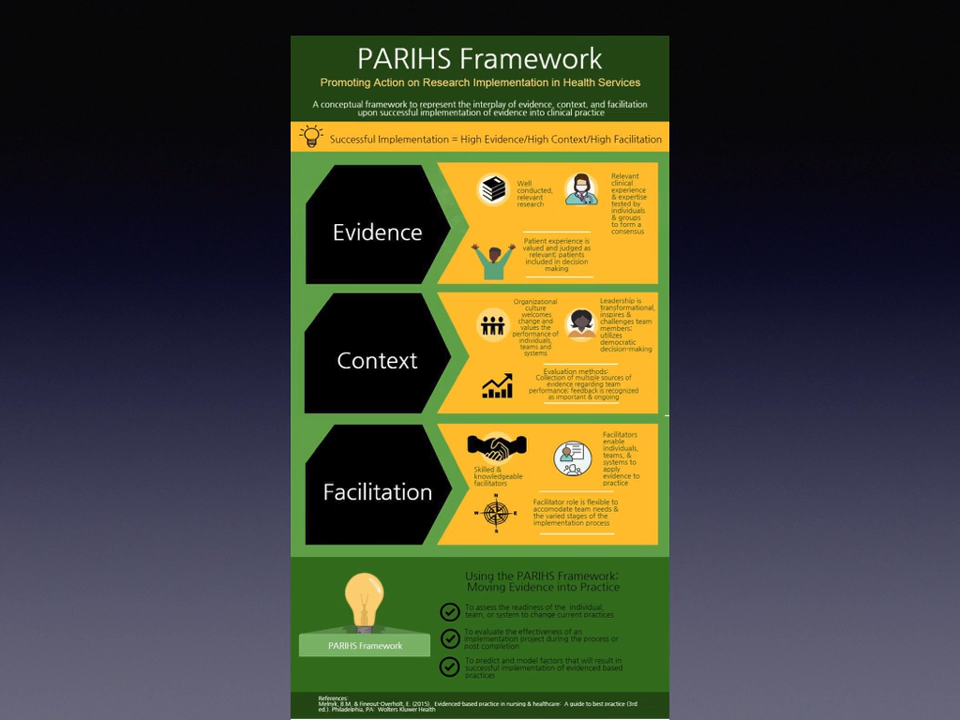 PARIHS Framework
Promoting Action on Research Implementation in Health Services
A conceptual framework to represent the interplay of evidence, context, and facilitation
upon successful implementation of evidence into clinical practice
Successful Implementation = High Evidence/High Context/High Facilitation
Evidence
Well
conducted,
relevant
research
Relevant
clinical
experience
& expertise
tested by
individuals
& groups
to form a
consensus
Patient experience is
valued and judged as
relevant; patients
included in decision
making
Context
Organizational
culture
welcomes
change and
values the
performance of
individuals,
teams and
systems
Leadership is
transformational,
inspires &
challenges team
members;
utilizes
democratic
decision-making
Evaluation methods:
Collection of multiple sources of
evidence regarding team
performance; feedback is recognized
as important & ongoing
Facilitation
Skilled &
knowledgeable
facilitators
Facilitators
enable
individuals,
teams, &
systems to
apply
evidence to
practice
N
W E
S
Facilitator role is flexible to
accomodate team needs &
the varied stages of the
implementation process
PARIHS Framework
Using the PARIHS Framework:
Moving Evidence into Practice
To assess the readiness of the individual,
team, or system to change current practices
To evaluate the effectiveness of an
implementation project during the process or
post completion
To predict and model factors that will result in
successful implementation of evidenced based
practices
References:
Melnyk, B.M. & Fineout-Overholt, E. (2015). Evidenced-based practice in nursing & healthcare: A guide to best practice (3rd
ed.). Philadelphia, PA: Wolters Kluwer Health